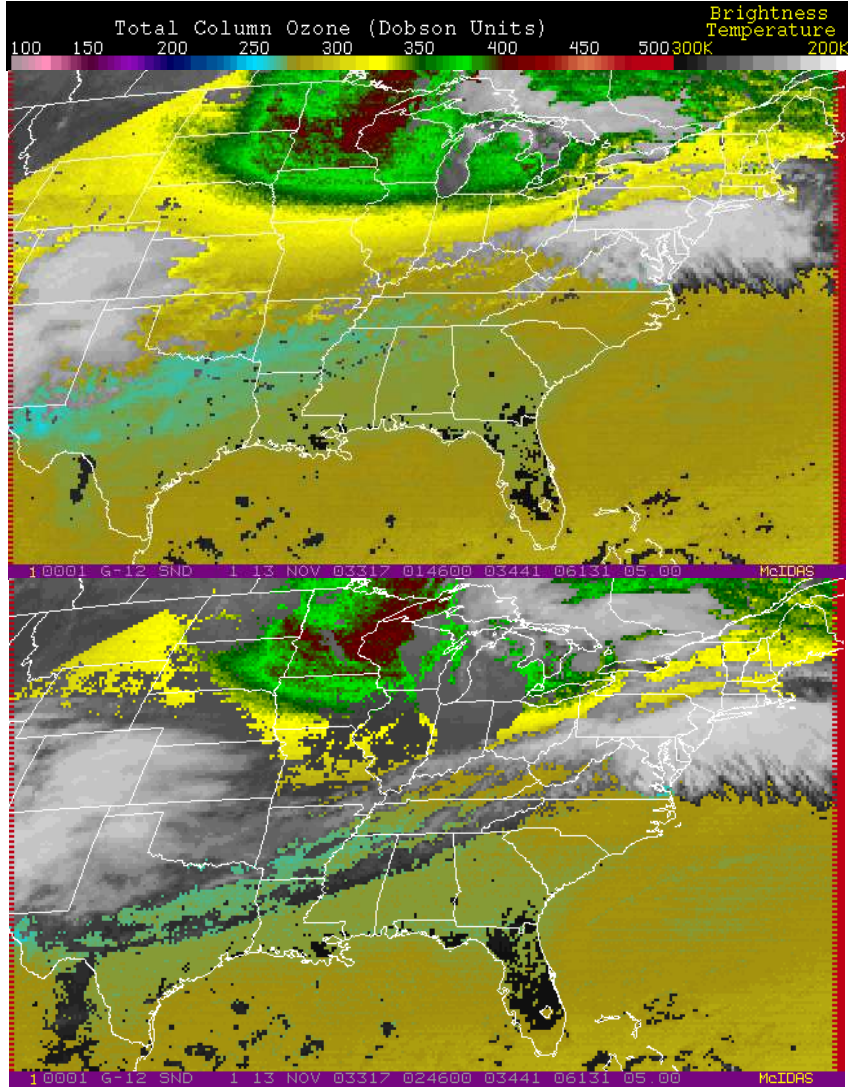 Brightness
Total Column Ozone (Dobson Units) Temperature
100 150 200 250 300 350 400 450 500 300K 200K
1 0001 G-12 SND 1 13 NOV 03317 014600 03441 06131 05.00 McIDAS
1 0001 G-12 SND 1 13 NOV 03317 024600 03441 06131 05.00 McIDAS